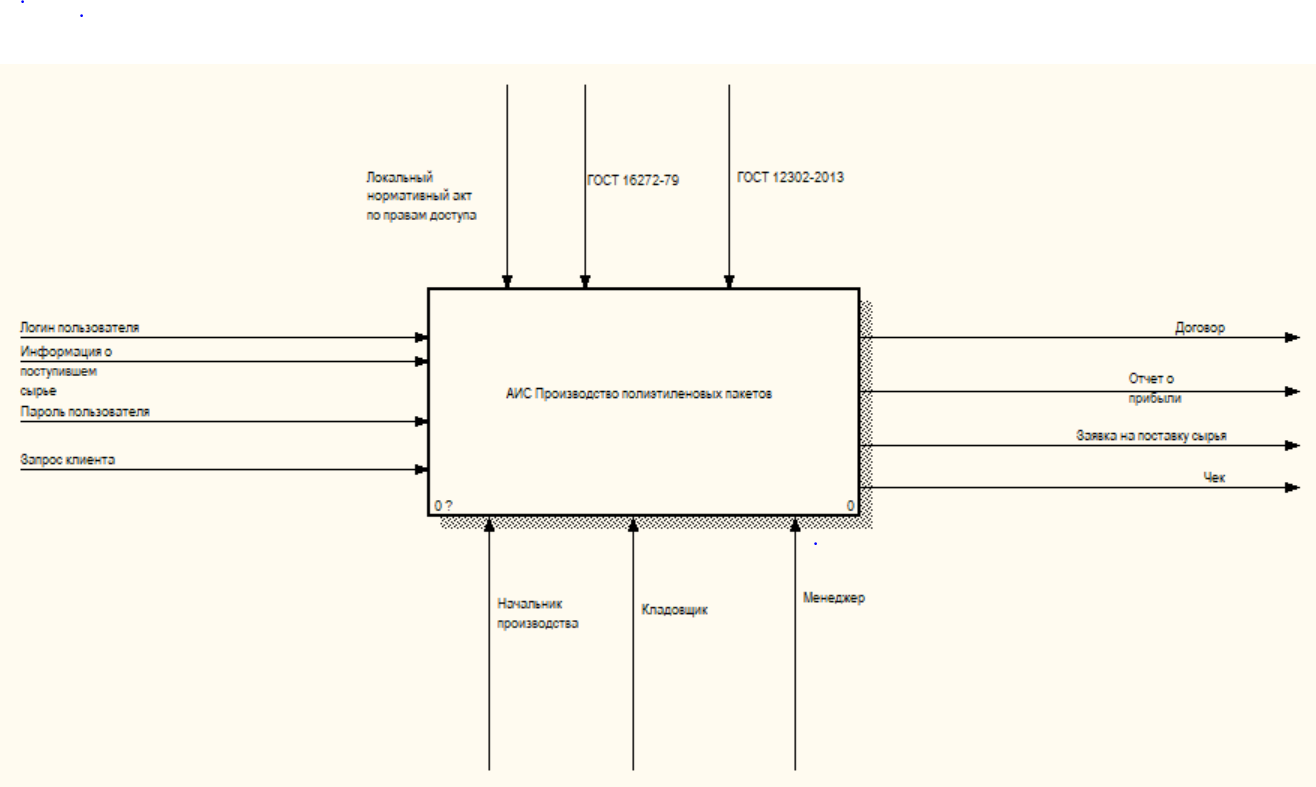 Локальный
нормативный акт
по правам доступа
ГОСТ 16272-79
ГОСТ 12302-2013
Логин пользователя
Информация о
поступившем
сырье
Пароль пользователя
Запрос клиента
АИС Производство полиэтиленовых пакетов
0 ?
0
Договор
Отчет о
прибыли
Заявка на поставку сырья
Чек
Начальник
производства
Кладовщик
Менеджер